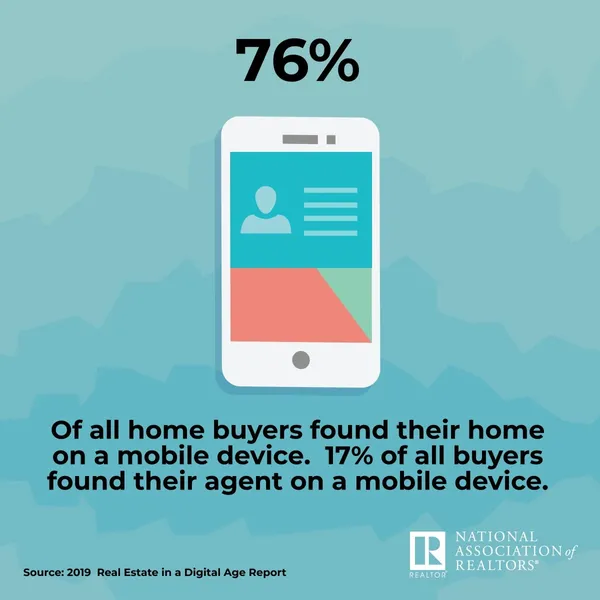 76%
Of all home buyers found their home
on a mobile device.  17% of all buyers
found their agent on a mobile device.
NATIONAL
ASSOCIATION of
REALTORS®
REALTOR®
Source: 2019  Real Estate in a Digital Age Report